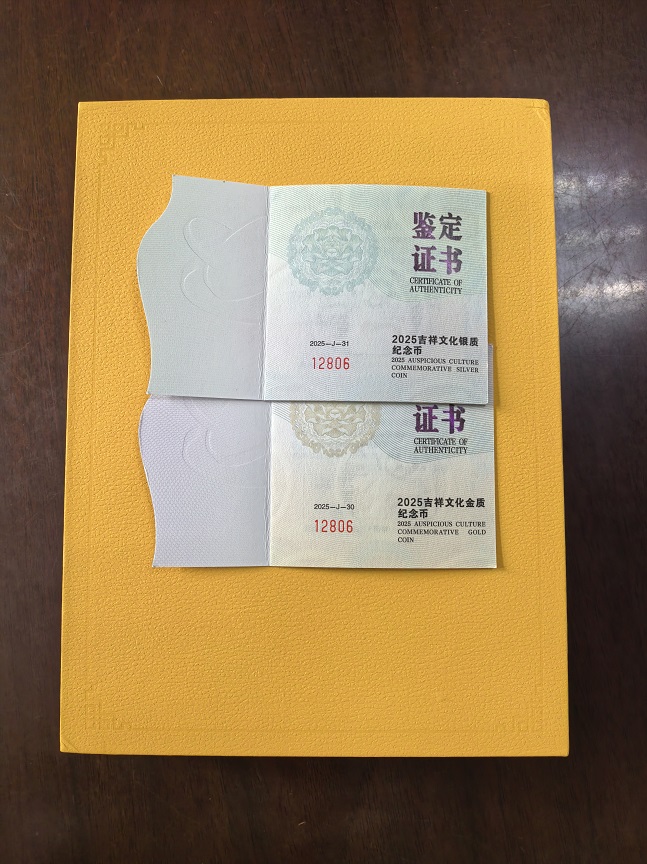 鉴定
证书
CERTIFICATE OF
AUTHENTICITY
2025—J—31
12806
2025吉祥文化银质
纪念币
2025 AUSPICIOUS CULTURE
COMMEMORATIVE SILVER
COIN
证书
CERTIFICATE OF
AUTHENTICITY
2025—J—30
12806
2025吉祥文化金质
纪念币
2025 AUSPICIOUS CULTURE
COMMEMORATIVE GOLD
COIN